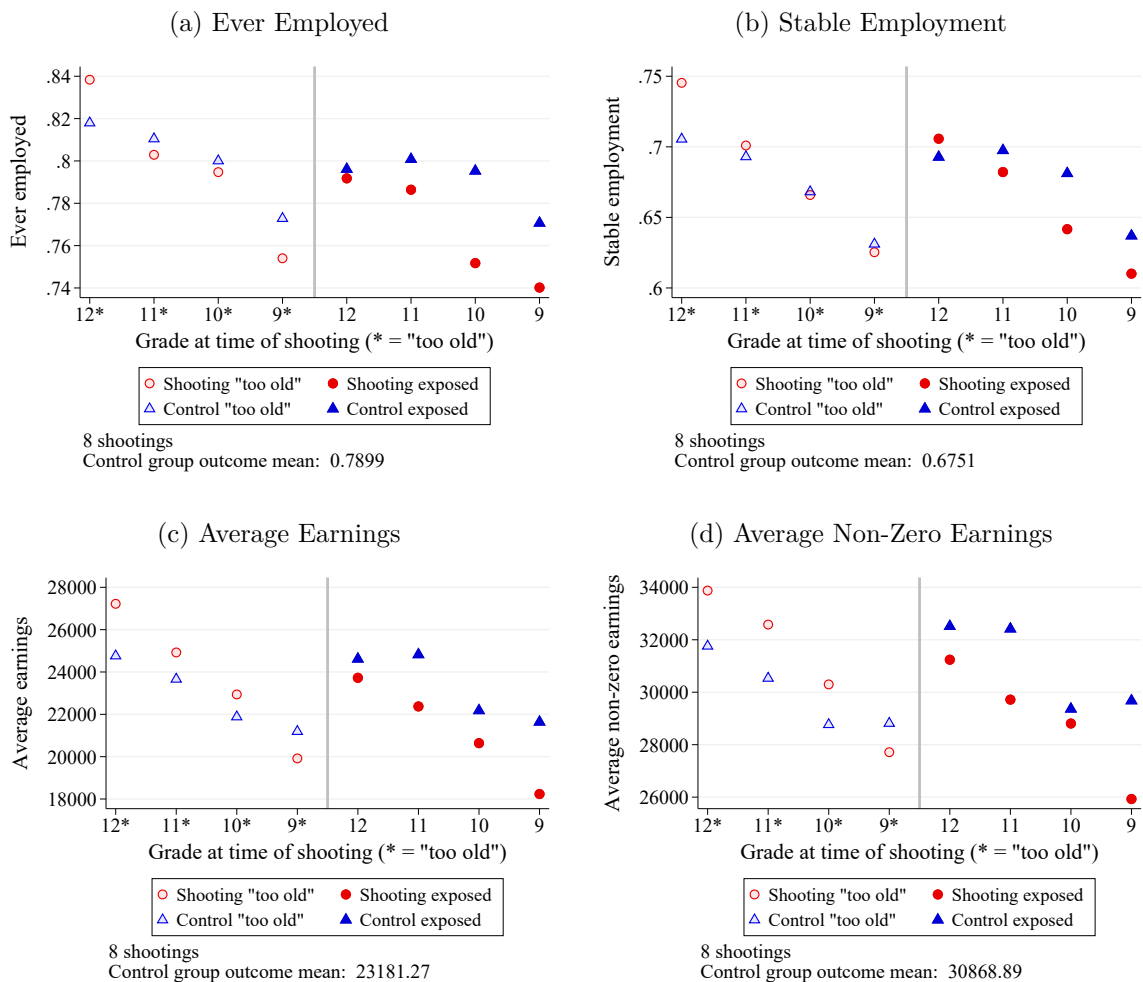 (a) Ever Employed
Ever employed
.84
.82
.8
.78
.76
.74
12* 11* 10* 9* 12 11 10 9
Grade at time of shooting (* = "too old")
Shooting "too old" Shooting exposed
Control "too old" Control exposed
8 shootings
Control group outcome mean: 0.7899
(b) Stable Employment
Stable employment
.75
.7
.65
.6
12* 11* 10* 9* 12 11 10 9
Grade at time of shooting (* = "too old")
Shooting "too old" Shooting exposed
Control "too old" Control exposed
8 shootings
Control group outcome mean: 0.6751
(c) Average Earnings
Average earnings
28000
26000
24000
22000
20000
18000
12* 11* 10* 9* 12 11 10 9
Grade at time of shooting (* = "too old")
Shooting "too old" Shooting exposed
Control "too old" Control exposed
8 shootings
Control group outcome mean: 23181.27
(d) Average Non-Zero Earnings
Average non-zero earnings
34000
32000
30000
28000
26000
12* 11* 10* 9* 12 11 10 9
Grade at time of shooting (* = "too old")
Shooting "too old" Shooting exposed
Control "too old" Control exposed
8 shootings
Control group outcome mean: 30868.89